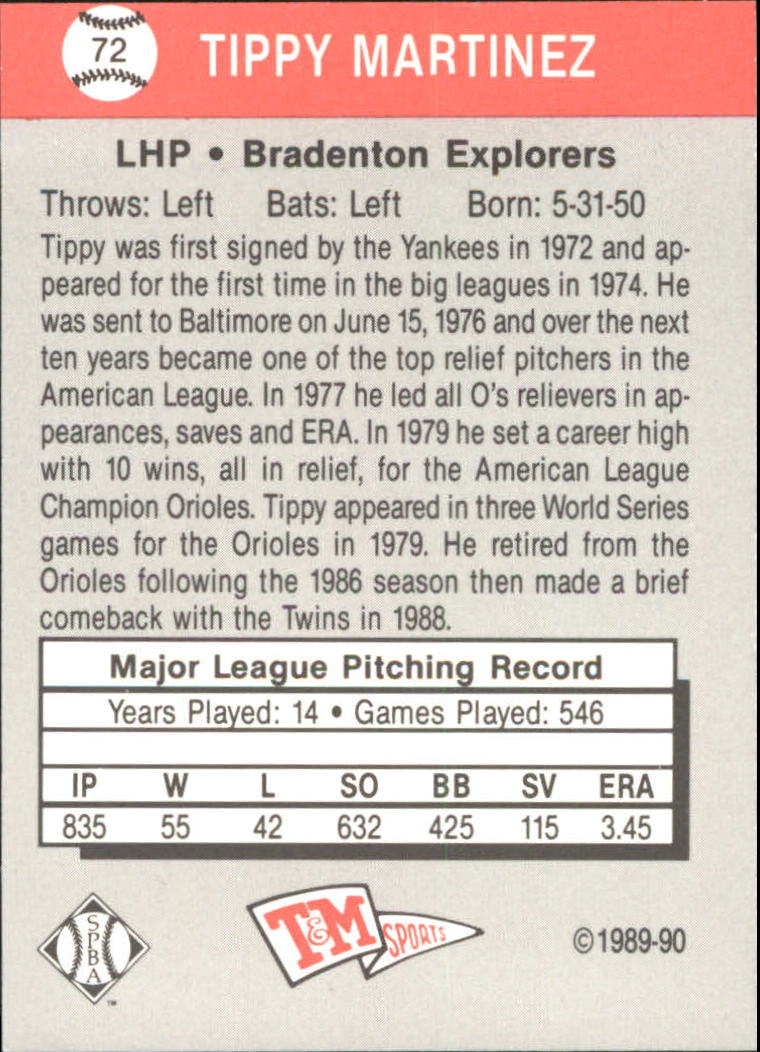 72
TIPPY MARTINEZ
LHP • Bradenton Explorers
Throws: Left Bats: Left Born: 5-31-50
Tippy was first signed by the Yankees in 1972 and ap-
peared for the first time in the big leagues in 1974. He
was sent to Baltimore on June 15, 1976 and over the next
ten years became one of the top relief pitchers in the
American League. In 1977 he led all O's relievers in ap-
pearances, saves and ERA. In 1979 he set a career high
with 10 wins, all in relief, for the American League
Champion Orioles. Tippy appeared in three World Series
games for the Orioles in 1979. He retired from the
Orioles following the 1986 season then made a brief
comeback with the Twins in 1988.
Major League Pitching Record
Years Played: 14 • Games Played: 546
IP W L SO BB SV ERA
835 55 42 632 425 115 3.45
SPBA
TM
T&M SPORTS
©1989-90